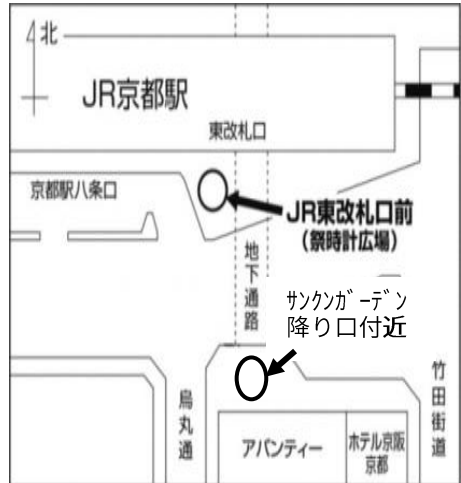 北
JR京都駅
東改札口
京都駅八条口
JR東改札口前
(祭時計広場)
地下通路
ｻﾝｸﾝｶﾞｰﾃﾞﾝ
降り口付近
烏丸通
竹田街道
アバンティー
ホテル京阪
京都